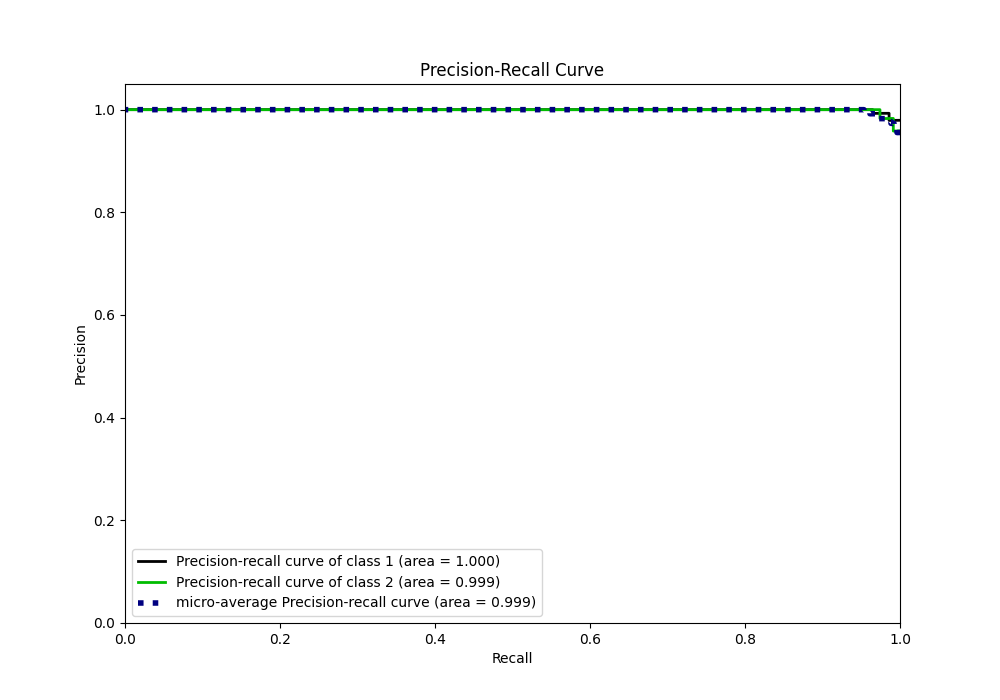 Precision-Recall Curve
1.0
0.8
0.6
0.4
0.2
0.0
Precision
Precision-recall curve of class 1 (area = 1.000)
Precision-recall curve of class 2 (area = 0.999)
micro-average Precision-recall curve (area = 0.999)
0.0 0.2 0.4 0.6 0.8 1.0
Recall